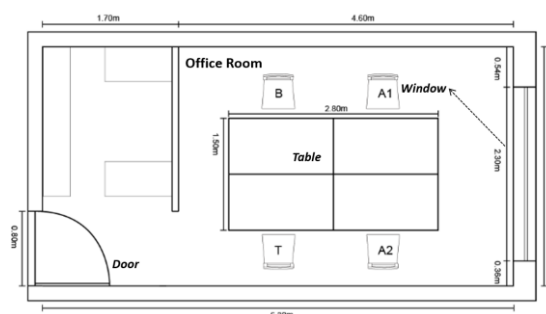 1.70m
4.60m
Office Room
B
A1
Window
0.54m
2.80m
1.50m
Table
2.30m
0.80m
Door
T
A2
0.36m